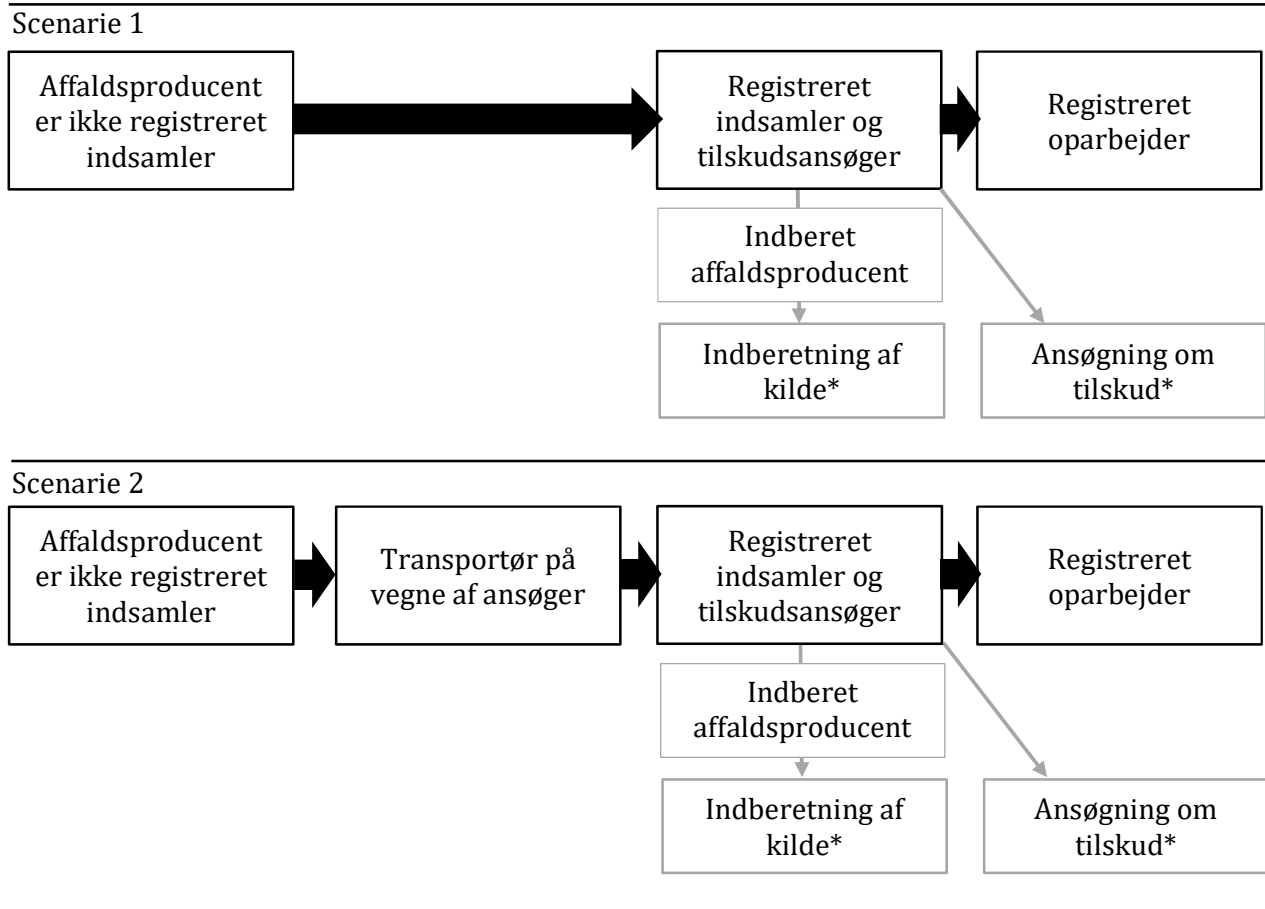 Scenarie 1
Affaldsproducent
er ikke registreret
indsamler
Registreret
indsamler og
tilskudsansøger
Registreret
oparbejder
Indberet
affaldsproducent
Indberetning af
kilde*
Ansøgning om
tilskud*
Scenarie 2
Affaldsproducent
er ikke registreret
indsamler
Transportør på
vegne af ansøger
Registreret
indsamler og
tilskudsansøger
Registreret
oparbejder
Indberet
affaldsproducent
Indberetning af
kilde*
Ansøgning om
tilskud*